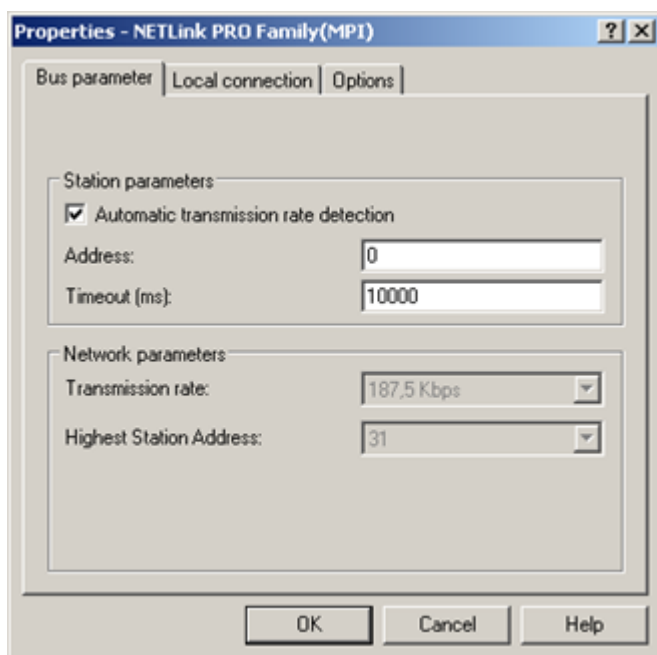 Properties - NETLink PRO Family(MPI)
Bus parameter Local connection Options
Station parameters
Automatic transmission rate detection
Address: 0
Timeout (ms): 10000
Network parameters
Transmission rate: 187,5 Kbps
Highest Station Address: 31
OK Cancel Help